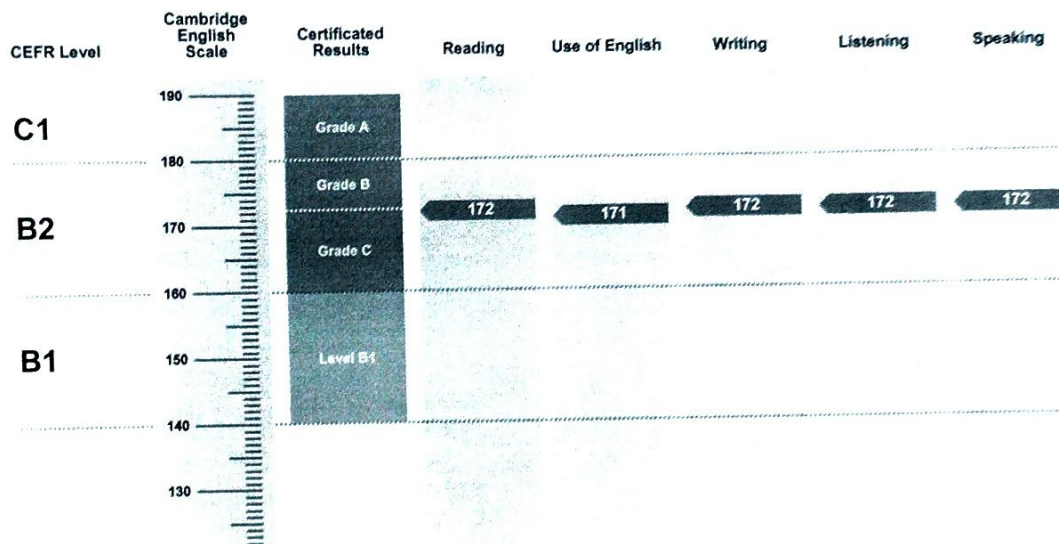 CEFR Level
Cambridge
English
Scale
Certificated
Results
Reading
Use of English
Writing
Listening
Speaking
C1
B2
B1
190
180
170
160
150
140
130
Grade A
Grade B
Grade C
Level B1
172
171
172
172
172